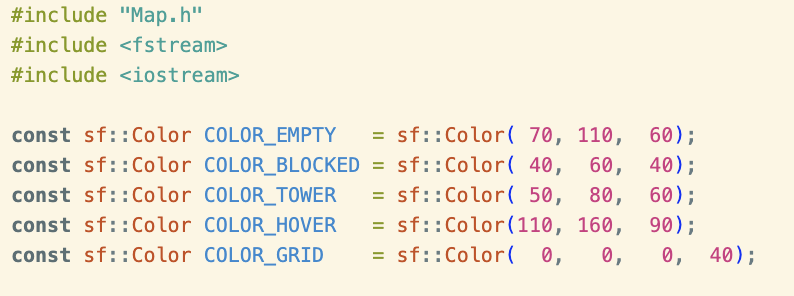 #include "Map.h"
#include <fstream>
#include <iostream>

const sf::Color COLOR_EMPTY   = sf::Color( 70, 110,  60);
const sf::Color COLOR_BLOCKED = sf::Color( 40,  60,  40);
const sf::Color COLOR_TOWER   = sf::Color( 50,  80,  60);
const sf::Color COLOR_HOVER   = sf::Color(110, 160,  90);
const sf::Color COLOR_GRID    = sf::Color(  0,   0,   0,  40);